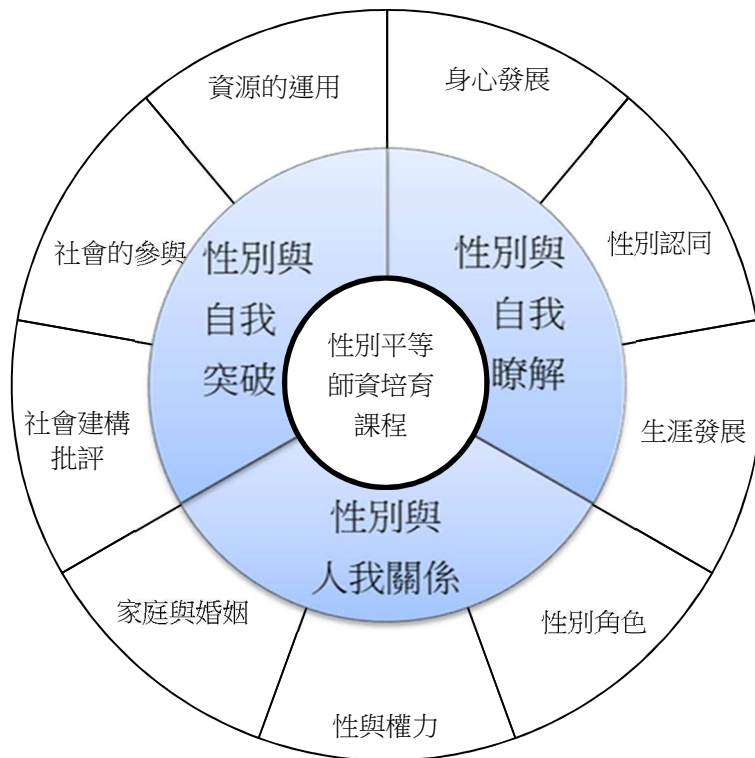 資源的運用
身心發展
社會的參與
性別認同
性別與
自我
突破
性別與
自我
瞭解
性別平等
師資培育
課程
社會建構
批評
生涯發展
性別與
人我關係
家庭與婚姻
性別角色
性與權力